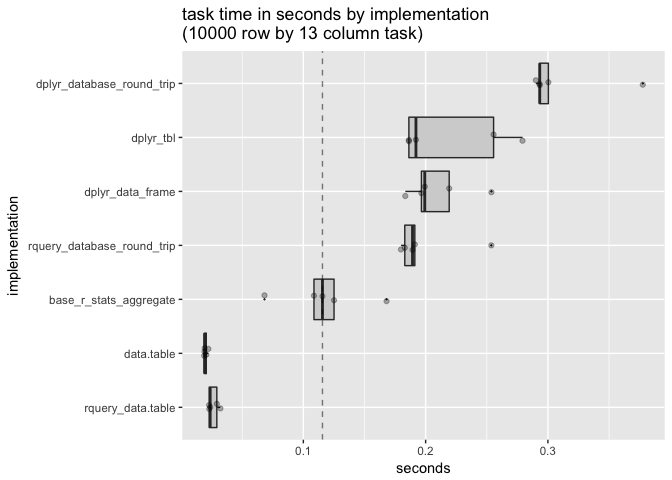 task time in seconds by implementation
(10000 row by 13 column task)
implementation
dplyr_database_round_trip
dplyr_tbl
dplyr_data_frame
rquery_database_round_trip
base_r_stats_aggregate
data.table
rquery_data.table
0.1
0.2
0.3
seconds